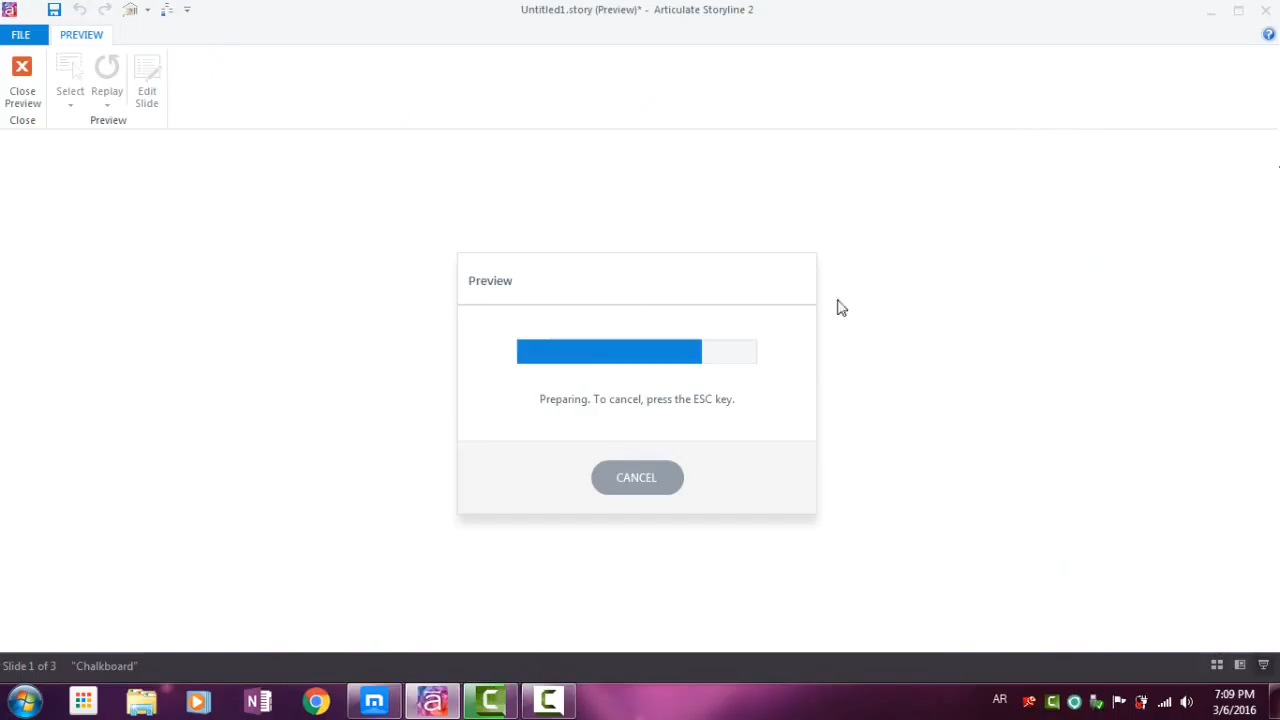 Untitled1.story (Preview)* - Articulate Storyline 2
FILE
PREVIEW
Close Preview
Select
Replay
Edit Slide
Close
Preview
Preview
Preparing. To cancel, press the ESC key.
CANCEL
Slide 1 of 3
"Chalkboard"
AR
7:09 PM
3/6/2016